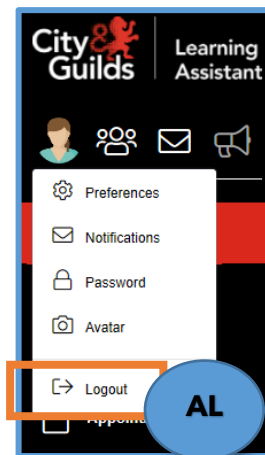 City&
Guilds
Learning
Assistant
Preferences
Notifications
Password
Avatar
Logout
AL